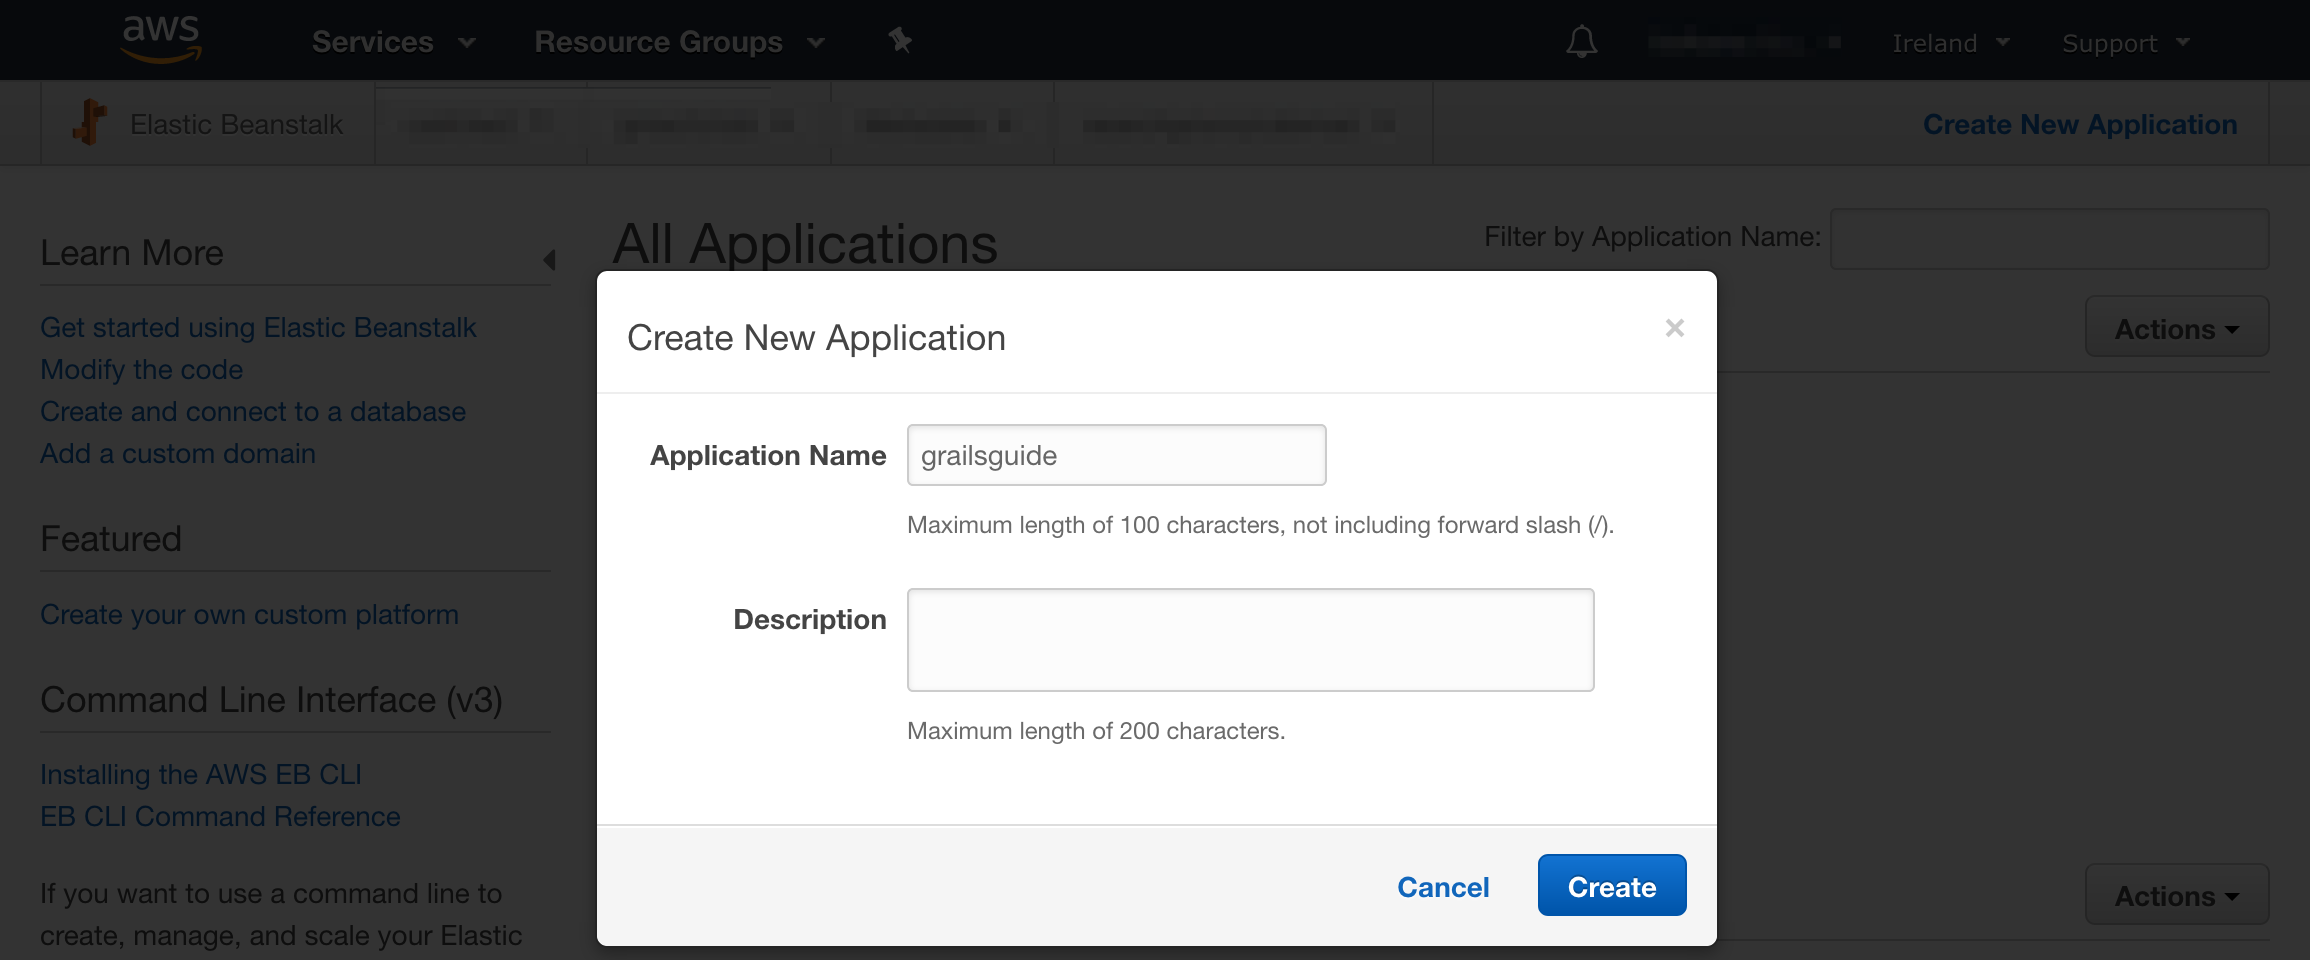 aws Services Resource Groups Ireland Support
Elastic Beanstalk Create New Application
Learn More
Get started using Elastic Beanstalk
Modify the code
Create and connect to a database
Add a custom domain
Featured
Create your own custom platform
Command Line Interface (v3)
Installing the AWS EB CLI
EB CLI Command Reference
If you want to use a command line to
create, manage, and scale your Elastic
All Applications
Filter by Application Name:
Actions
Create New Application
×
Application Name grailsguide
Maximum length of 100 characters, not including forward slash (/).
Description
Maximum length of 200 characters.
Cancel Create
Actions